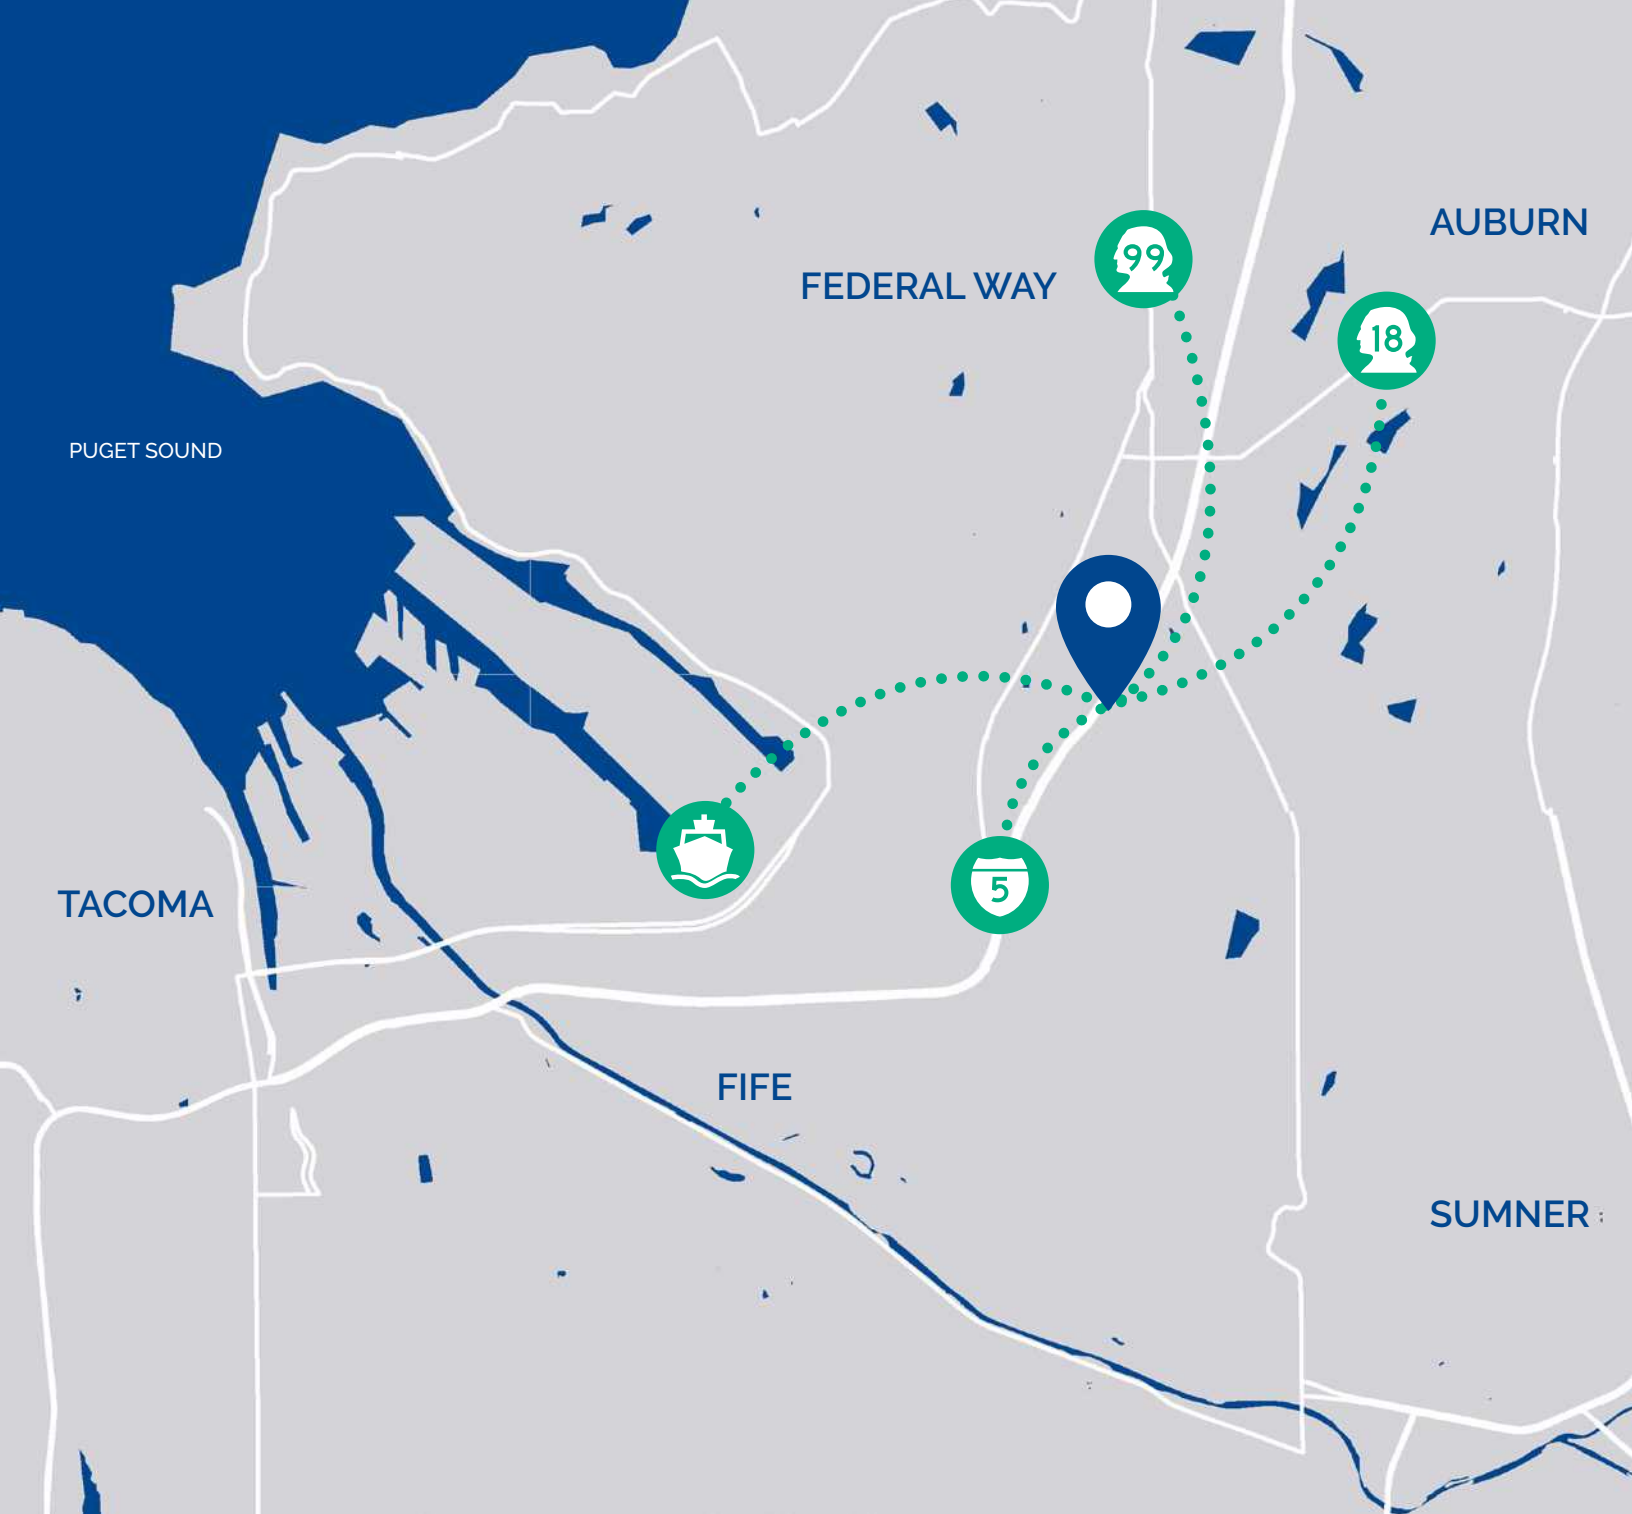 AUBURN
99
FEDERAL WAY
18
PUGET SOUND
5
TACOMA
FIFE
SUMNER